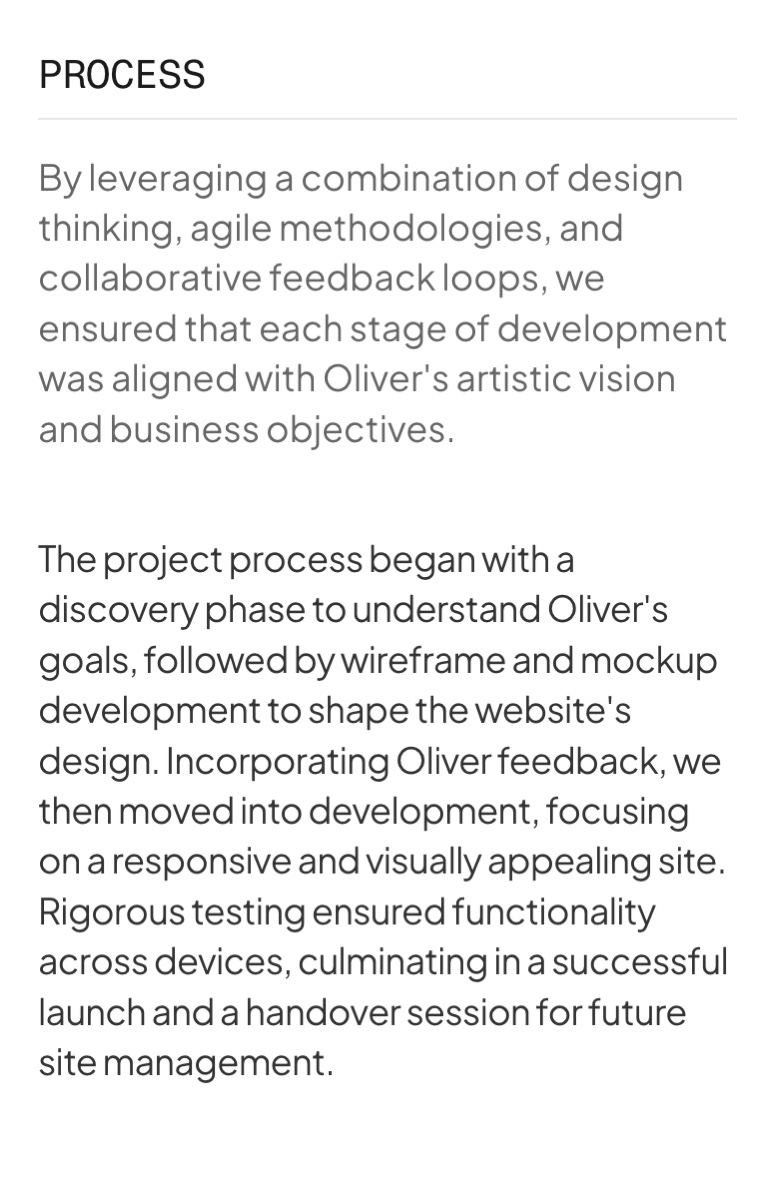 PROCESS
By leveraging a combination of design
thinking, agile methodologies, and
collaborative feedback loops, we
ensured that each stage of development
was aligned with Oliver's artistic vision
and business objectives.
The project process began with a
discovery phase to understand Oliver's
goals, followed by wireframe and mockup
development to shape the website's
design. Incorporating Oliver feedback, we
then moved into development, focusing
on a responsive and visually appealing site.
Rigorous testing ensured functionality
across devices, culminating in a successful
launch and a handover session for future
site management.